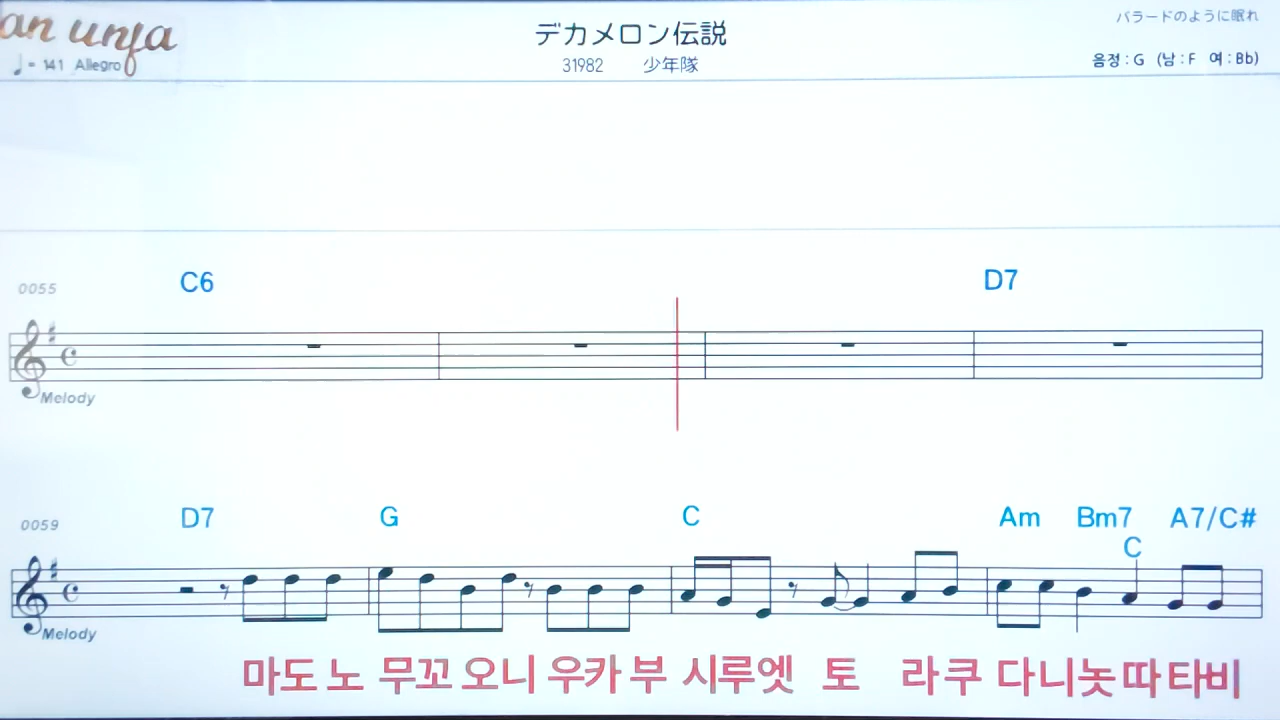 an unfa
♩= 141 Allegro
デカメロン伝説
31982 少年隊
バラードのように眠れ
음정 : G (남 : F 여 : Bb)
0055
C6 D7
Melody
0059
D7 G C Am Bm7 A7/C#
C
Melody
마도 노 무꼬 오니 우카 부 시루엣 토 라쿠 다니놋 따 타비